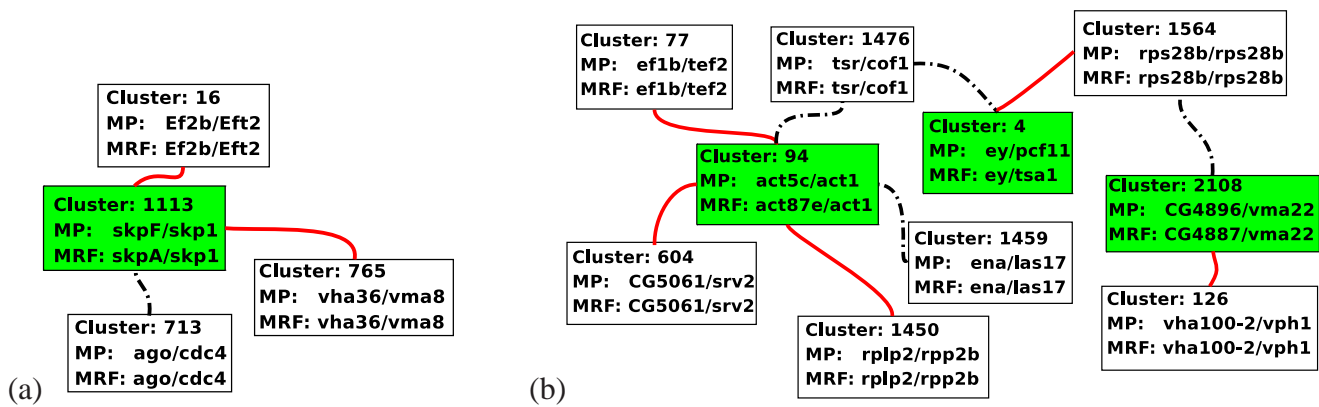 Cluster: 16
MP: Ef2b/Eft2
MRF: Ef2b/Eft2
Cluster: 1113
MP: skpF/skp1
MRF: skpA/skp1
Cluster: 765
MP: vha36/vma8
MRF: vha36/vma8
Cluster: 713
MP: ago/cdc4
MRF: ago/cdc4
(a)
Cluster: 77
MP: ef1b/tef2
MRF: ef1b/tef2
Cluster: 1476
MP: tsr/cof1
MRF: tsr/cof1
Cluster: 1564
MP: rps28b/rps28b
MRF: rps28b/rps28b
Cluster: 4
MP: ey/pcf11
MRF: ey/tsa1
Cluster: 94
MP: act5c/act1
MRF: act87e/act1
Cluster: 2108
MP: CG4896/vma22
MRF: CG4887/vma22
Cluster: 604
MP: CG5061/srv2
MRF: CG5061/srv2
Cluster: 1459
MP: ena/las17
MRF: ena/las17
Cluster: 126
MP: vha100-2/vph1
MRF: vha100-2/vph1
Cluster: 1450
MP: rplp2/rpp2b
MRF: rplp2/rpp2b
(b)